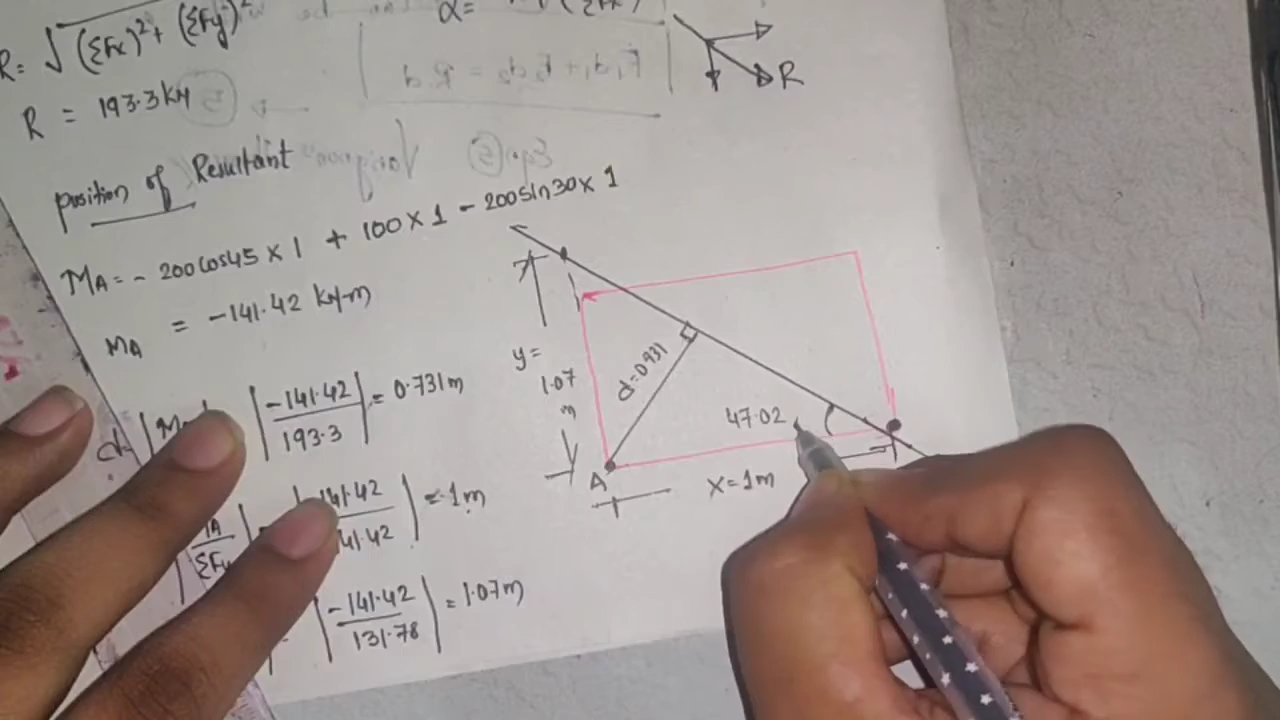 R = √(ΣFx)²+(ΣFy)²
α=
R = 193.3 KN
R
position of Resultant
MA = - 200cos45 X 1 + 100 X 1 - 200sin30 X 1
MA = -141.42 KN-m
d= |-141.42/193.3| = 0.731m
|141.42/141.42| = 1m
|-141.42/131.78| = 1.07m
y= 1.07 m
d=0.931
47.02
A
X=1m